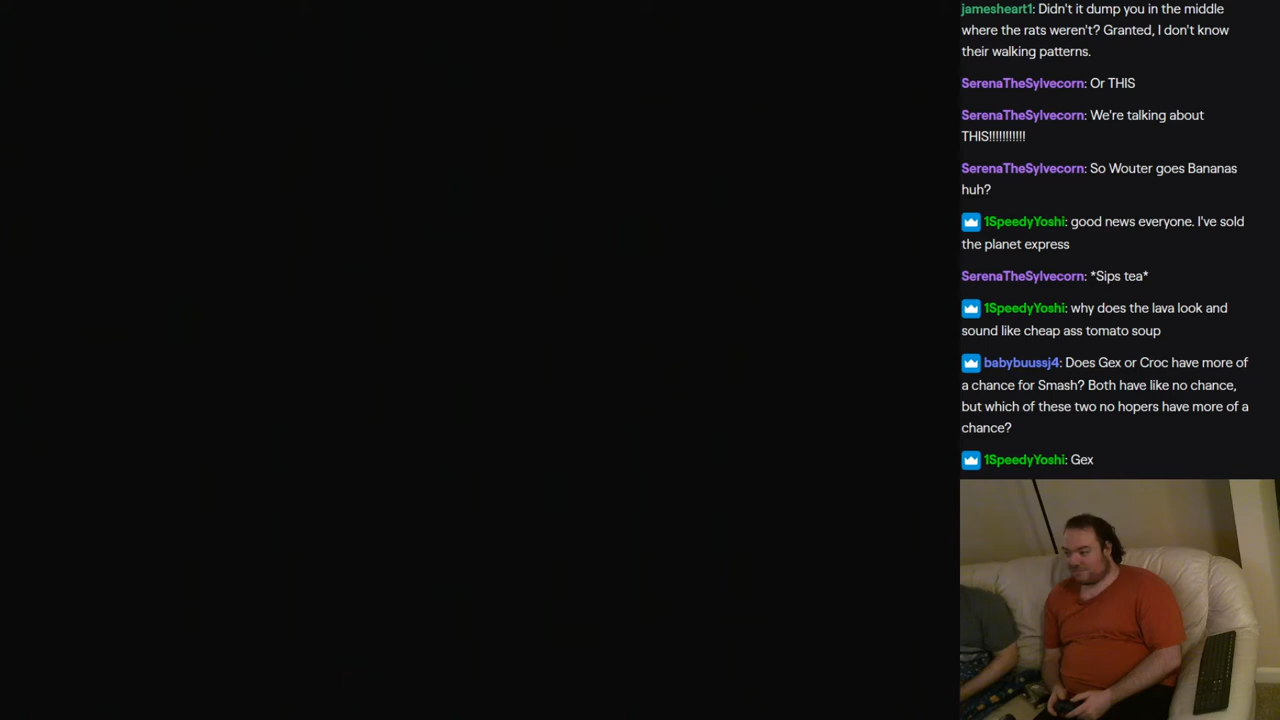 jamesheart1: Didn't it dump you in the middle
where the rats weren't? Granted, I don't know
their walking patterns.
SerenaTheSylvecorn: Or THIS
SerenaTheSylvecorn: We're talking about
THIS!!!!!!!!!!!
SerenaTheSylvecorn: So Wouter goes Bananas
huh?
1SpeedyYoshi: good news everyone. I've sold
the planet express
SerenaTheSylvecorn: *Sips tea*
1SpeedyYoshi: why does the lava look and
sound like cheap ass tomato soup
babybuussj4: Does Gex or Croc have more of
a chance for Smash? Both have like no chance,
but which of these two no hopers have more of a
chance?
1SpeedyYoshi: Gex